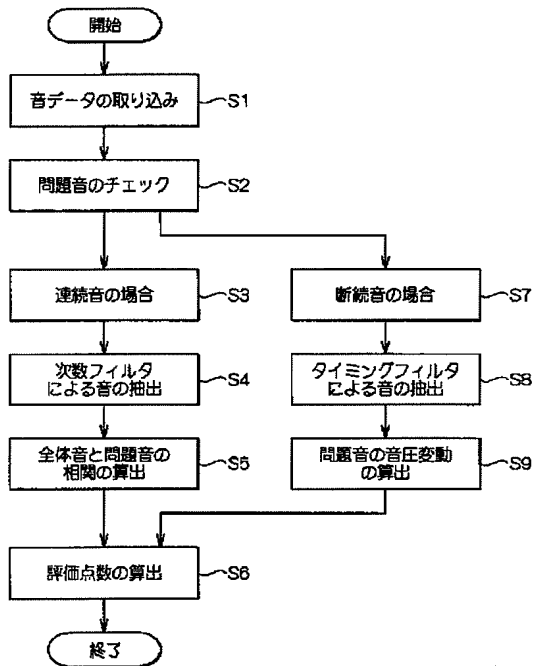 開始
音データの取り込み
S1
問題音のチェック
S2
連続音の場合
S3
断続音の場合
S7
次数フィルタ
による音の抽出
S4
タイミングフィルタ
による音の抽出
S8
全体音と問題音の
相関の算出
S5
問題音の音圧変動
の算出
S9
評価点数の算出
S6
終了